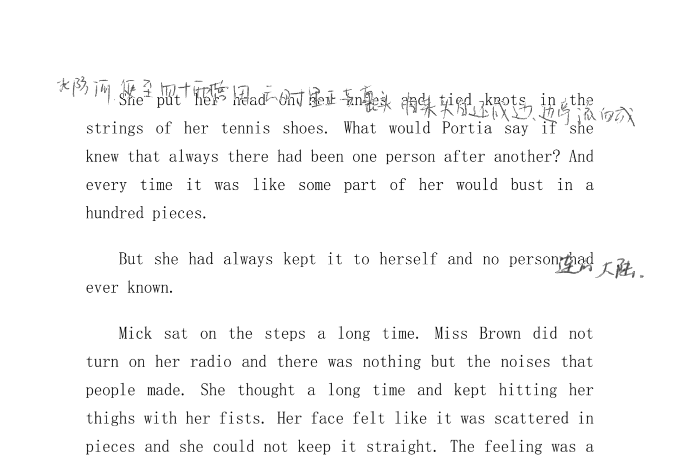 She put her head on her knees and tied knots in the
strings of her tennis shoes. What would Portia say if she
knew that always there had been one person after another? And
every time it was like some part of her would bust in a
hundred pieces.
But she had always kept it to herself and no person had
大陆.
ever known.
Mick sat on the steps a long time. Miss Brown did not
turn on her radio and there was nothing but the noises that
people made. She thought a long time and kept hitting her
thighs with her fists. Her face felt like it was scattered in
pieces and she could not keep it straight. The feeling was a